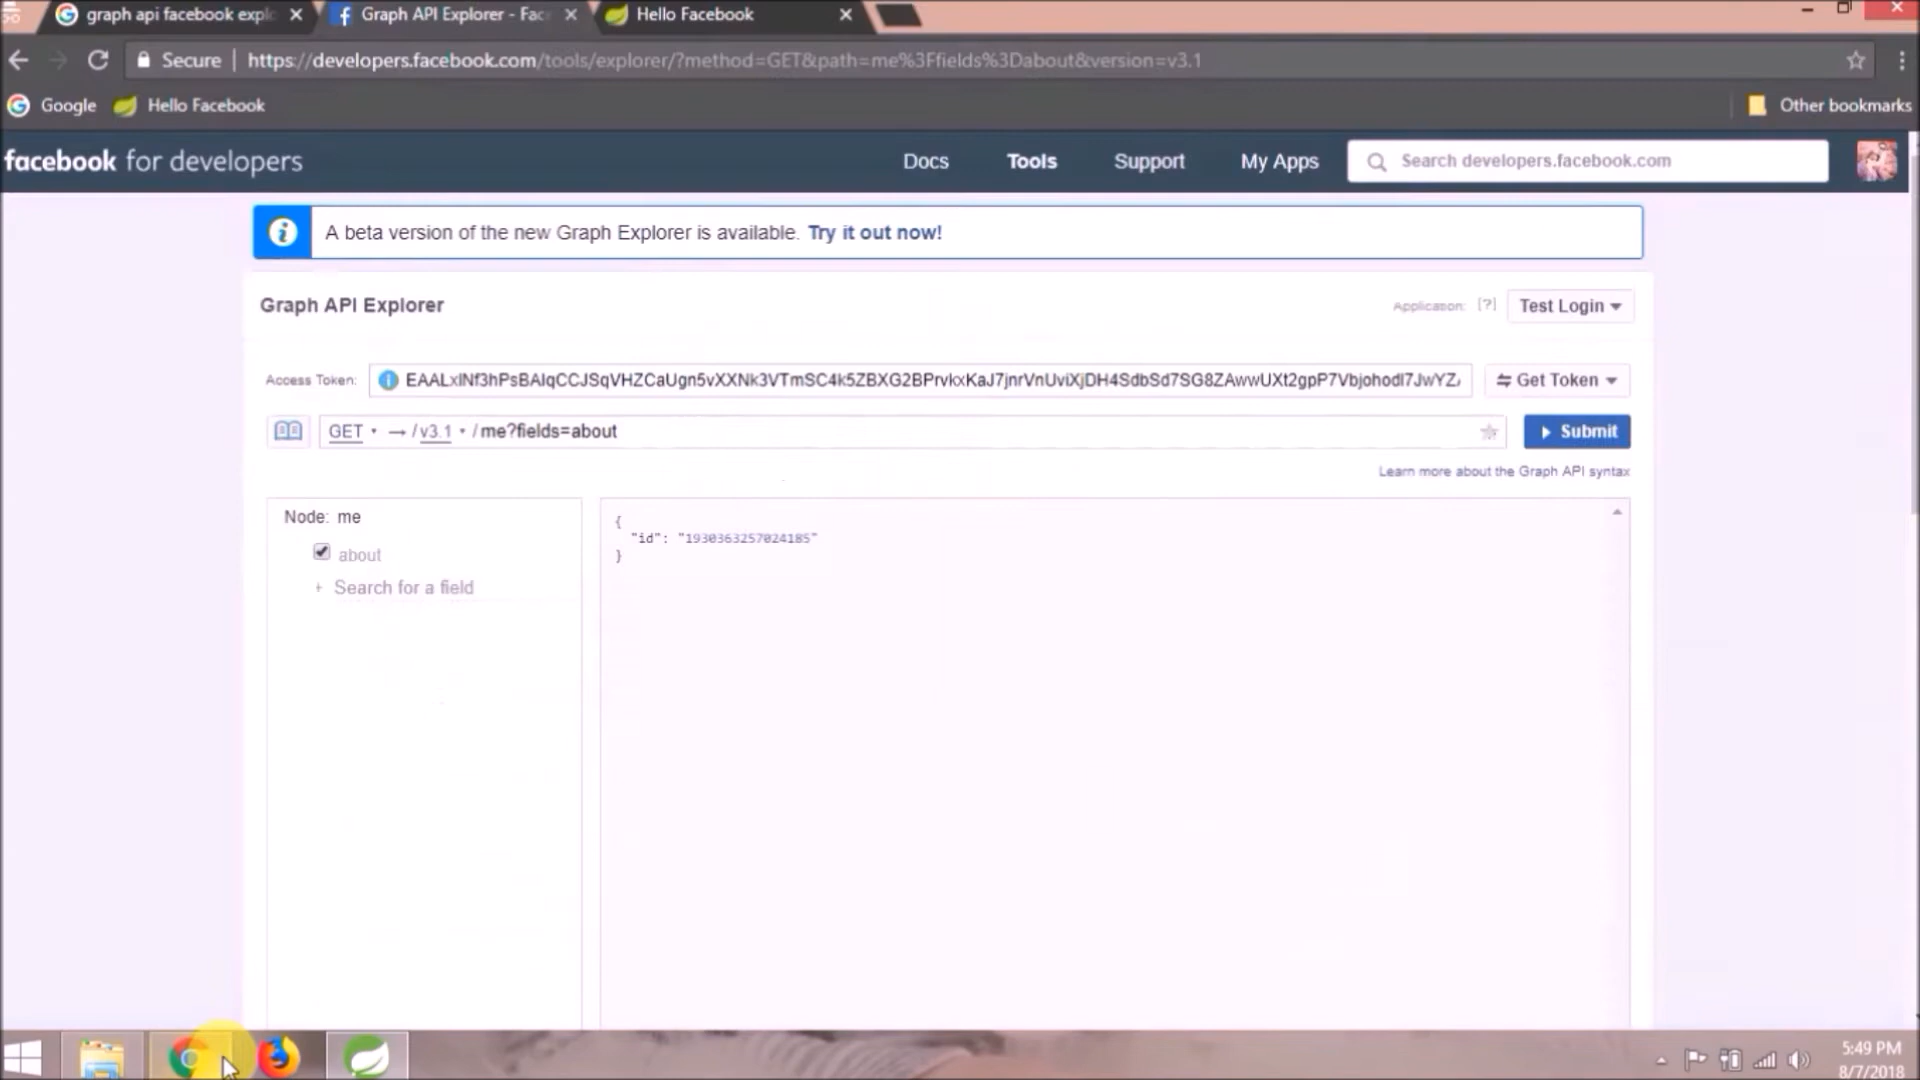 graph api facebook explo
Graph API Explorer - Fac
Hello Facebook
Secure
https://developers.facebook.com/tools/explorer/?method=GET&path=me%3Ffields%3Dabout&version=v3.1
Google
Hello Facebook
Other bookmarks
facebook for developers
Docs
Tools
Support
My Apps
Search developers.facebook.com
A beta version of the new Graph Explorer is available. Try it out now!
Graph API Explorer
Application: [?]
Test Login
Access Token:
Get Token
GET → / v3.1 / me?fields=about
Submit
Learn more about the Graph API syntax
Node: me
about
+ Search for a field
{
"id": "1930363257024185"
}
5:49 PM
8/7/2018